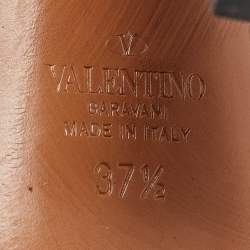 VALENTINO
GARAVANI
MADE IN ITALY
37½